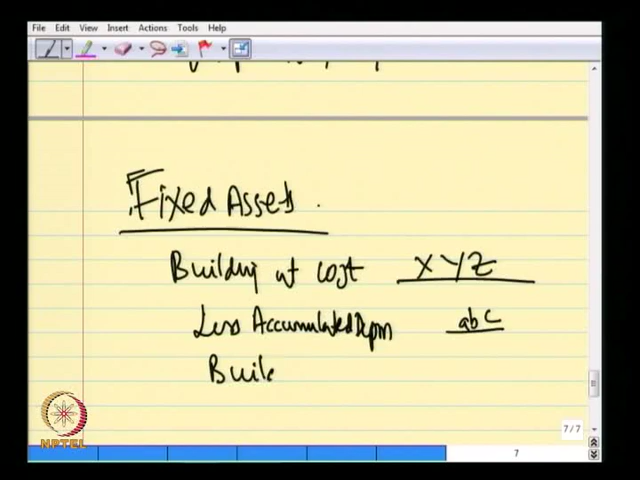 File Edit View Insert Actions Tools Help
Fixed Assets.
Building at cost XYZ
Less Accumulated Depn abC
Buil
NPTEL
7/7
7